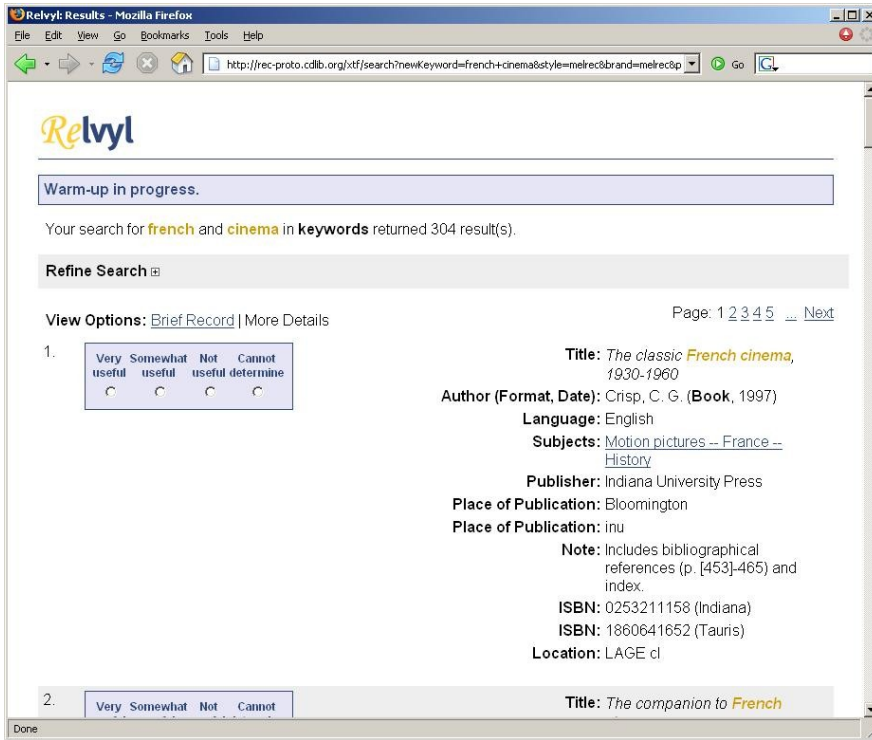 Relvyl: Results - Mozilla Firefox
File Edit View Go Bookmarks Tools Help
http://rec-proto.cdlib.org/xtf/search?newKeyword=french+cinema&style=melrec&brand=melrec&p Go G
Relvyl
Warm-up in progress.
Your search for french and cinema in keywords returned 304 result(s).
Refine Search
View Options: Brief Record | More Details
Page: 1 2 3 4 5 ... Next
1.
Very useful Somewhat useful Not useful Cannot determine
Title: The classic French cinema,
1930-1960
Author (Format, Date): Crisp, C. G. (Book, 1997)
Language: English
Subjects: Motion pictures -- France --
History
Publisher: Indiana University Press
Place of Publication: Bloomington
Place of Publication: inu
Note: Includes bibliographical
references (p. [453]-465) and
index.
ISBN: 0253211158 (Indiana)
ISBN: 1860641652 (Tauris)
Location: LAGE cl
2.
Very Somewhat Not Cannot
Title: The companion to French
Done